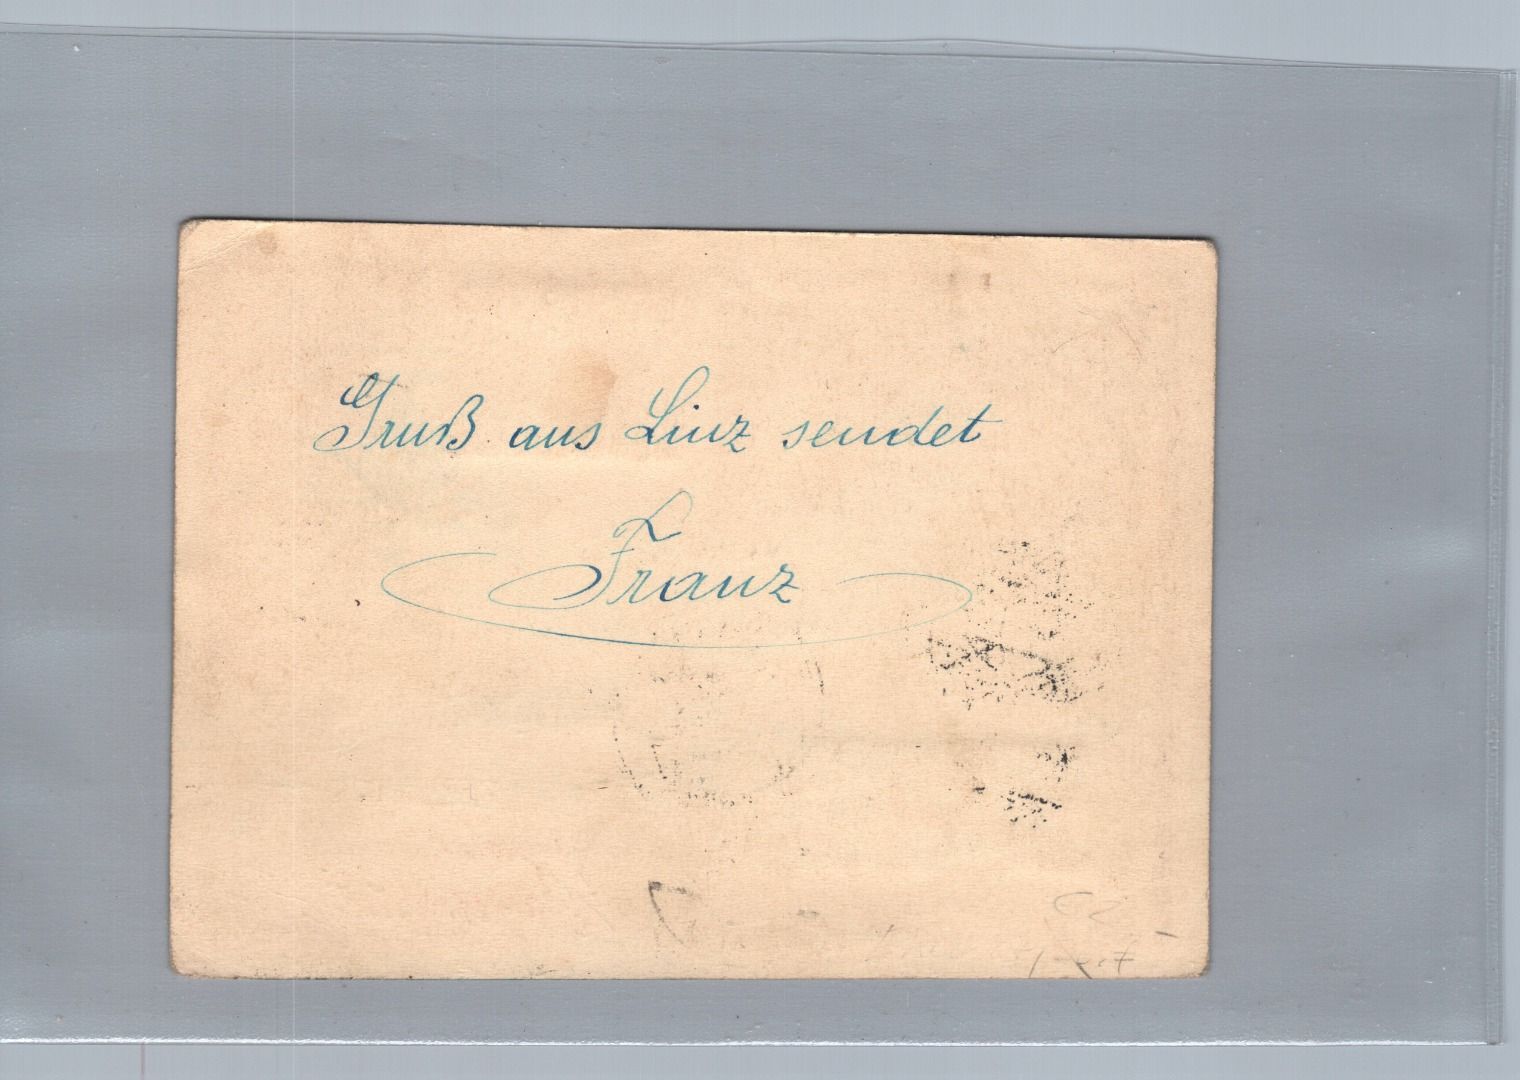 Gruß aus Linz sendet
Franz